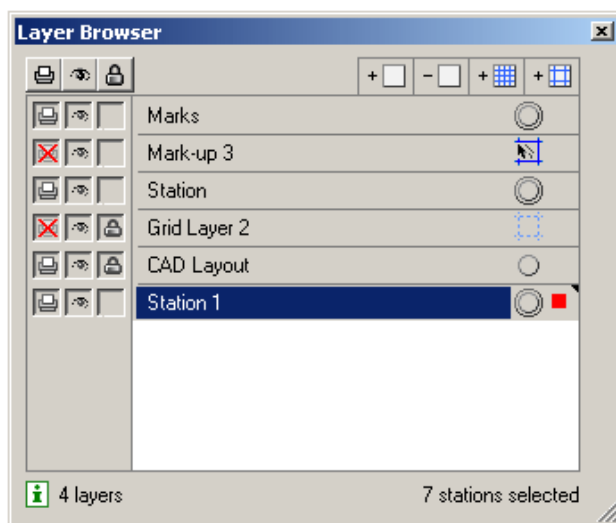 Layer Browser
Marks
Mark-up 3
Station
Grid Layer 2
CAD Layout
Station 1
4 layers
7 stations selected